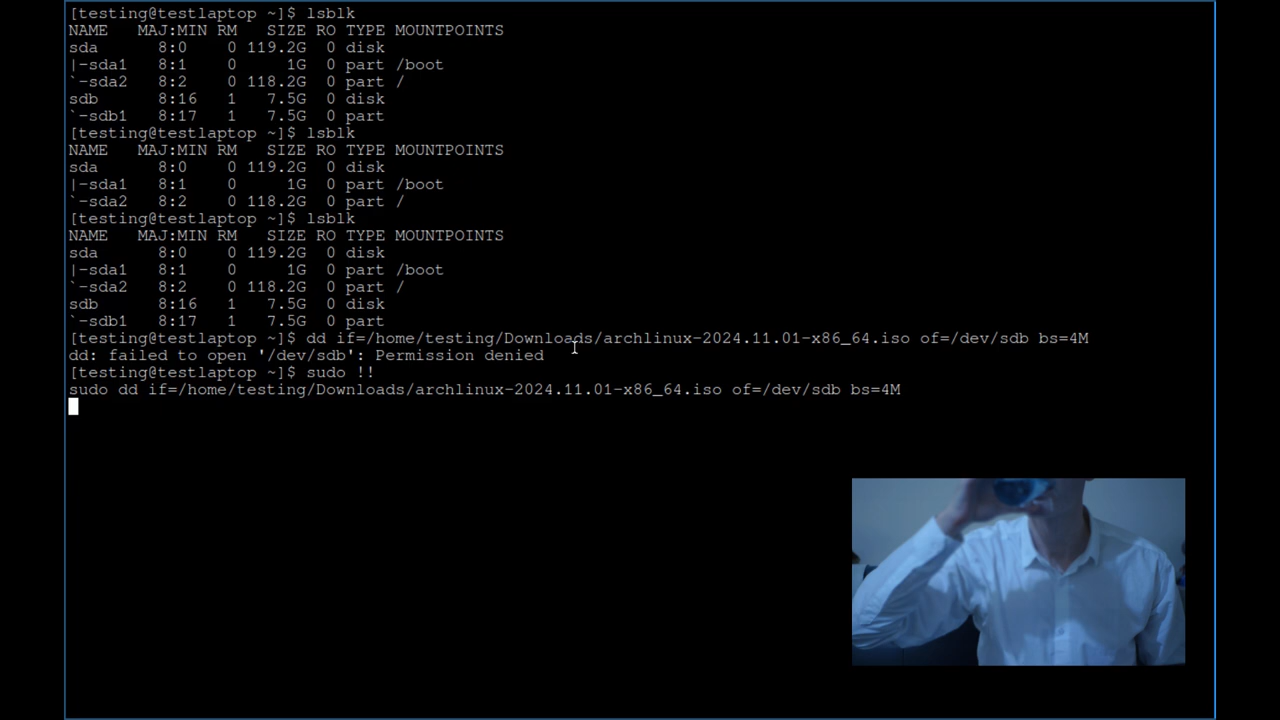 [testing@testlaptop ~]$ lsblk
NAME   MAJ:MIN RM   SIZE RO TYPE MOUNTPOINTS
sda      8:0    0 119.2G  0 disk
|-sda1   8:1    0     1G  0 part /boot
`-sda2   8:2    0 118.2G  0 part /
sdb      8:16   1   7.5G  0 disk
`-sdb1   8:17   1   7.5G  0 part
[testing@testlaptop ~]$ lsblk
NAME   MAJ:MIN RM   SIZE RO TYPE MOUNTPOINTS
sda      8:0    0 119.2G  0 disk
|-sda1   8:1    0     1G  0 part /boot
`-sda2   8:2    0 118.2G  0 part /
[testing@testlaptop ~]$ lsblk
NAME   MAJ:MIN RM   SIZE RO TYPE MOUNTPOINTS
sda      8:0    0 119.2G  0 disk
|-sda1   8:1    0     1G  0 part /boot
`-sda2   8:2    0 118.2G  0 part /
sdb      8:16   1   7.5G  0 disk
`-sdb1   8:17   1   7.5G  0 part
[testing@testlaptop ~]$ dd if=/home/testing/Downloads/archlinux-2024.11.01-x86_64.iso of=/dev/sdb bs=4M
dd: failed to open '/dev/sdb': Permission denied
[testing@testlaptop ~]$ sudo !!
sudo dd if=/home/testing/Downloads/archlinux-2024.11.01-x86_64.iso of=/dev/sdb bs=4M